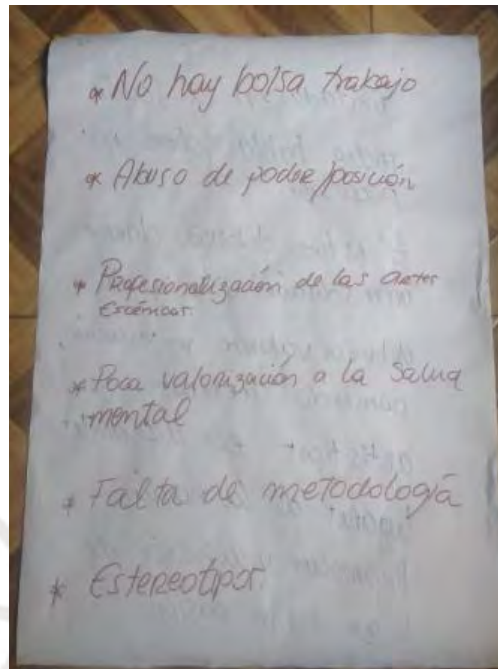 * No hay bolsa trabajo
* Abuso de poder/posición
* Profesionalización de las artes
Escénicas.
* Poca valorización a la Salud
mental
* Falta de metodología
* Estereotipos.